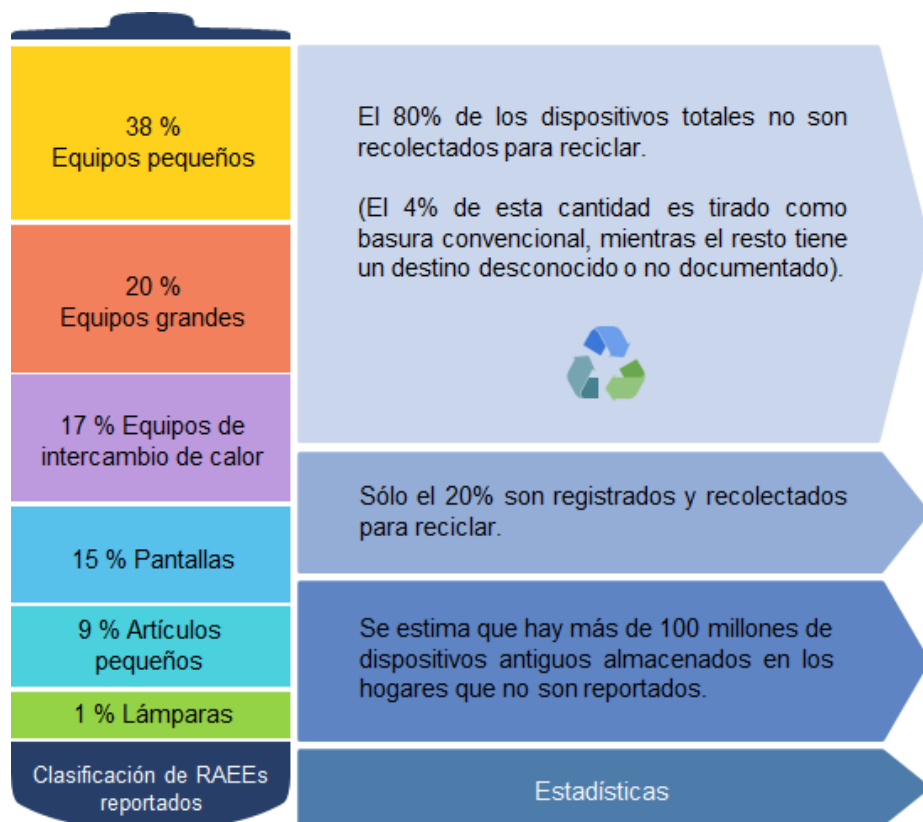 38 %
Equipos pequeños
20 %
Equipos grandes
17 % Equipos de
intercambio de calor
15 % Pantallas
9 % Artículos
pequeños
1 % Lámparas
Clasificación de RAEEs
reportados
El 80% de los dispositivos totales no son
recolectados para reciclar.
(El 4% de esta cantidad es tirado como
basura convencional, mientras el resto tiene
un destino desconocido o no documentado).
Sólo el 20% son registrados y recolectados
para reciclar.
Se estima que hay más de 100 millones de
dispositivos antiguos almacenados en los
hogares que no son reportados.
Estadísticas